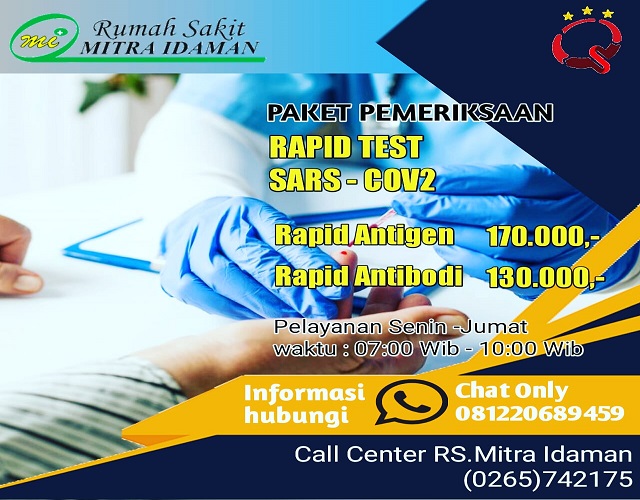 mi
Rumah Sakit
MITRA IDAMAN
PAKET PEMERIKSAAN
RAPID TEST
SARS - COV2
Rapid Antigen 170.000,-
Rapid Antibodi 130.000,-
Pelayanan Senin -Jumat
waktu : 07:00 Wib - 10:00 Wib
Informasi
hubungi
Chat Only
081220689459
Call Center RS.Mitra Idaman
(0265)742175